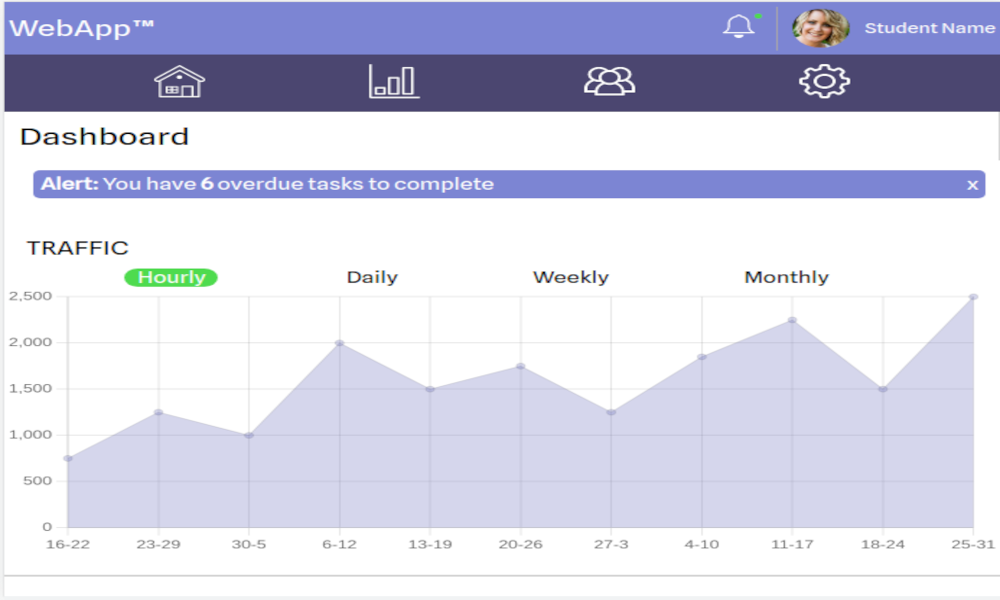 WebApp™ Student Name
Dashboard
Alert: You have 6 overdue tasks to complete x
TRAFFIC
Hourly Daily Weekly Monthly
2,500
2,000
1,500
1,000
500
0
16-22 23-29 30-5 6-12 13-19 20-26 27-3 4-10 11-17 18-24 25-31